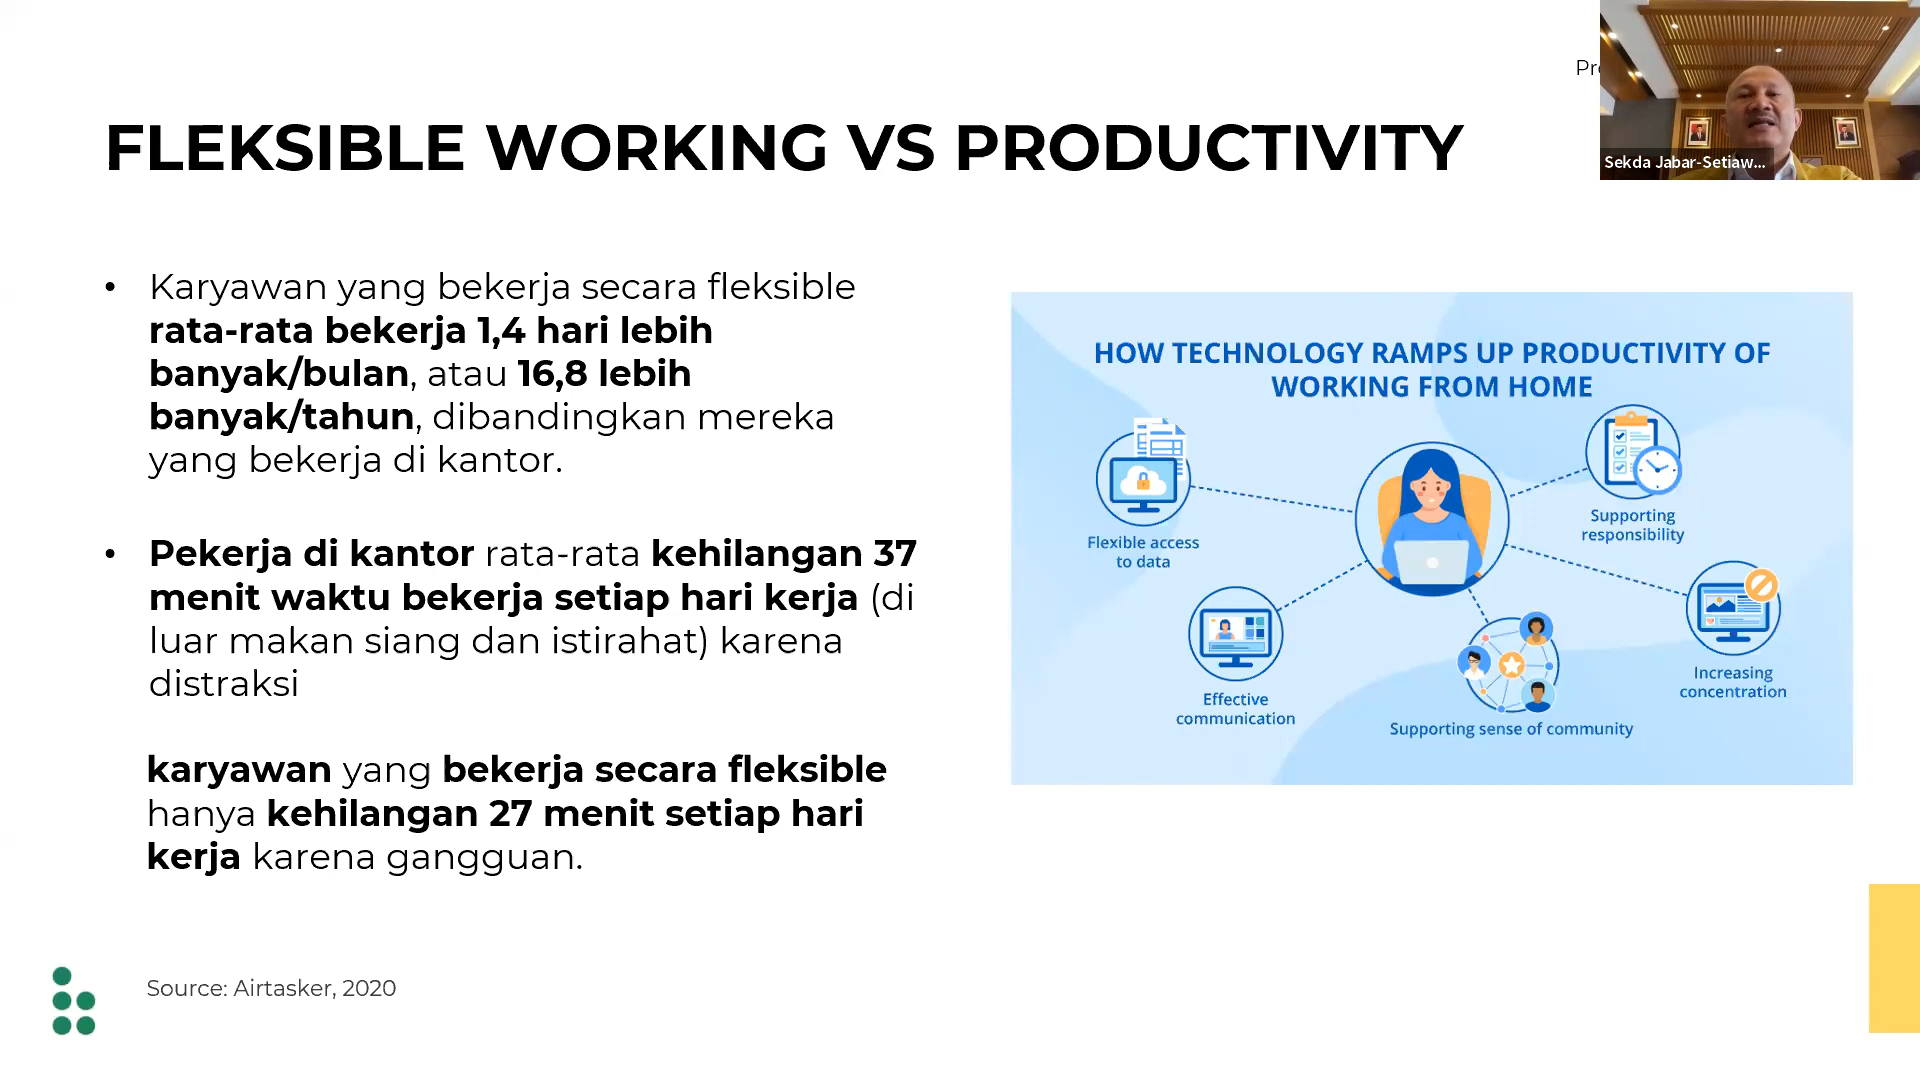 FLEKSIBLE WORKING VS PRODUCTIVITY
Sekda Jabar-Setiaw...
• Karyawan yang bekerja secara fleksible
rata-rata bekerja 1,4 hari lebih
banyak/bulan, atau 16,8 lebih
banyak/tahun, dibandingkan mereka
yang bekerja di kantor.
• Pekerja di kantor rata-rata kehilangan 37
menit waktu bekerja setiap hari kerja (di
luar makan siang dan istirahat) karena
distraksi
karyawan yang bekerja secara fleksible
hanya kehilangan 27 menit setiap hari
kerja karena gangguan.
Source: Airtasker, 2020
HOW TECHNOLOGY RAMPS UP PRODUCTIVITY OF
WORKING FROM HOME
Flexible access
to data
Supporting
responsibility
Effective
communication
Supporting sense of community
Increasing
concentration